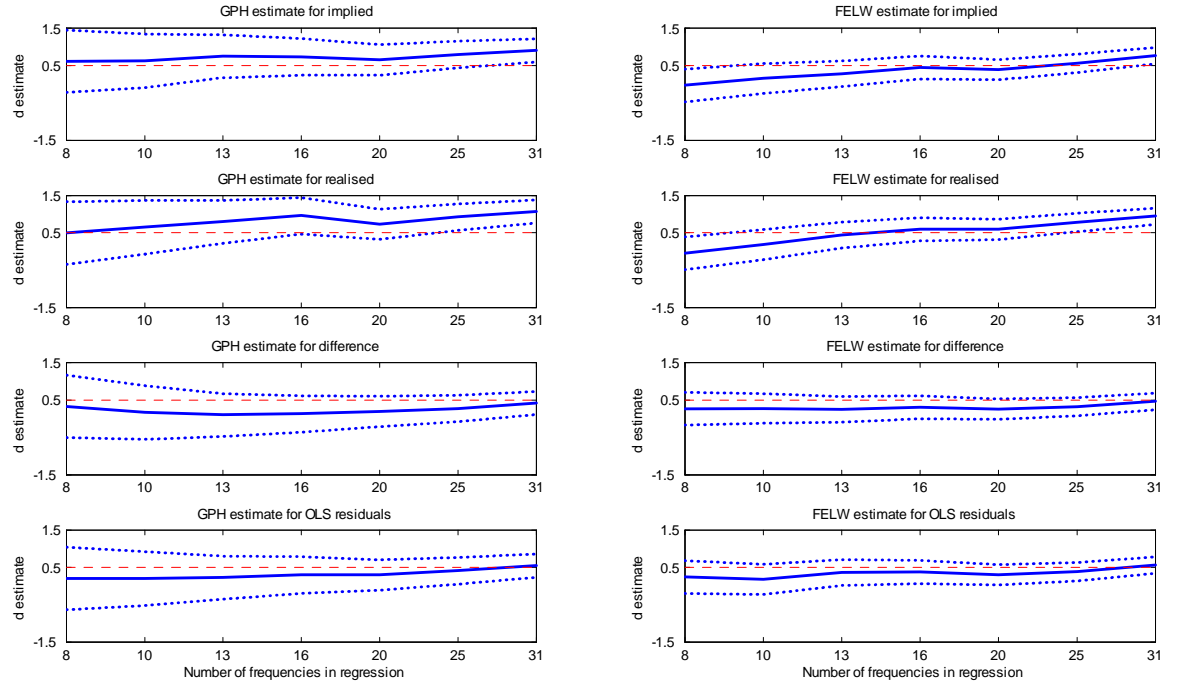 GPH estimate for implied
1.5
0.5
-1.5
d estimate
8 10 13 16 20 25 31
FELW estimate for implied
1.5
0.5
-1.5
d estimate
8 10 13 16 20 25 31
GPH estimate for realised
1.5
0.5
-1.5
d estimate
8 10 13 16 20 25 31
FELW estimate for realised
1.5
0.5
-1.5
d estimate
8 10 13 16 20 25 31
GPH estimate for difference
1.5
0.5
-1.5
d estimate
8 10 13 16 20 25 31
FELW estimate for difference
1.5
0.5
-1.5
d estimate
8 10 13 16 20 25 31
GPH estimate for OLS residuals
1.5
0.5
-1.5
d estimate
8 10 13 16 20 25 31
Number of frequencies in regression
FELW estimate for OLS residuals
1.5
0.5
-1.5
d estimate
8 10 13 16 20 25 31
Number of frequencies in regression